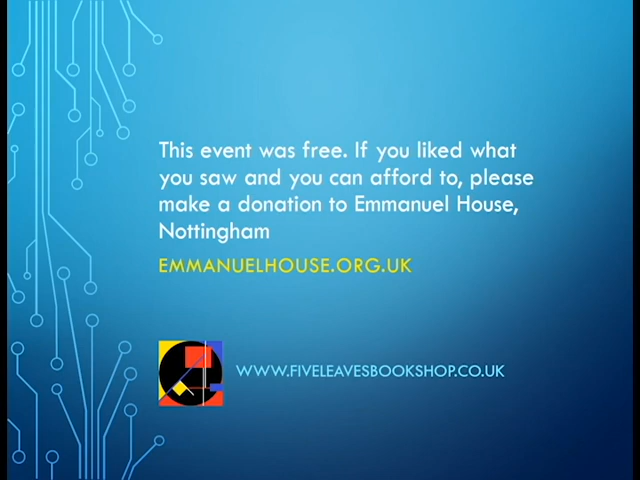 This event was free. If you liked what
you saw and you can afford to, please
make a donation to Emmanuel House,
Nottingham
EMMANUELHOUSE.ORG.UK
WWW.FIVELEAVESBOOKSHOP.CO.UK